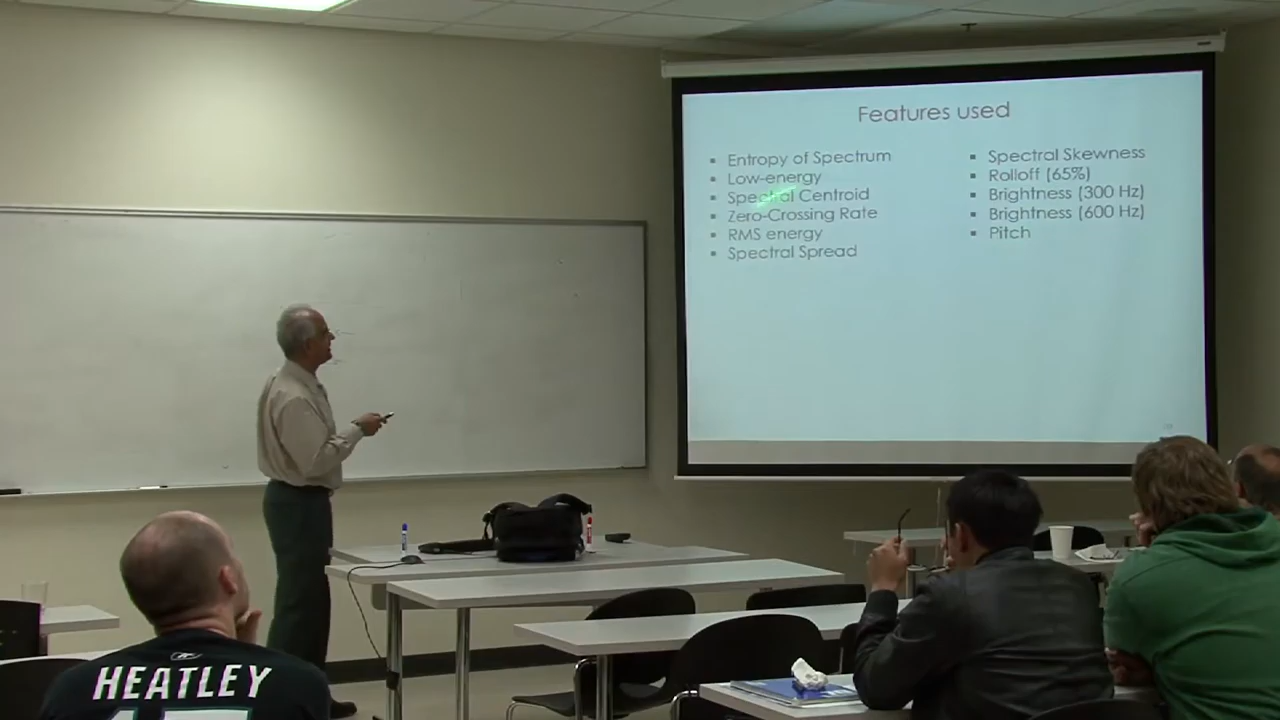 Features used
Entropy of Spectrum
Low-energy
Spectral Centroid
Zero-Crossing Rate
RMS energy
Spectral Spread
Spectral Skewness
Rolloff (65%)
Brightness (300 Hz)
Brightness (600 Hz)
Pitch
HEATLEY